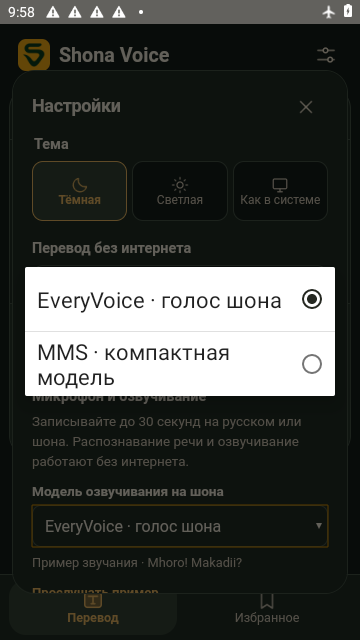 9:58
Shona Voice
Настройки
Тема
Тёмная
Светлая
Как в системе
Перевод без интернета
EveryVoice · голос шона
MMS · компактная
модель
Микрофон и озвучивание
Записывайте до 30 секунд на русском или
шона. Распознавание речи и озвучивание
работают без интернета.
Модель озвучивания на шона
EveryVoice · голос шона
Пример звучания · Mhoro! Makadii?
Прослушать пример
Перевод
Избранное